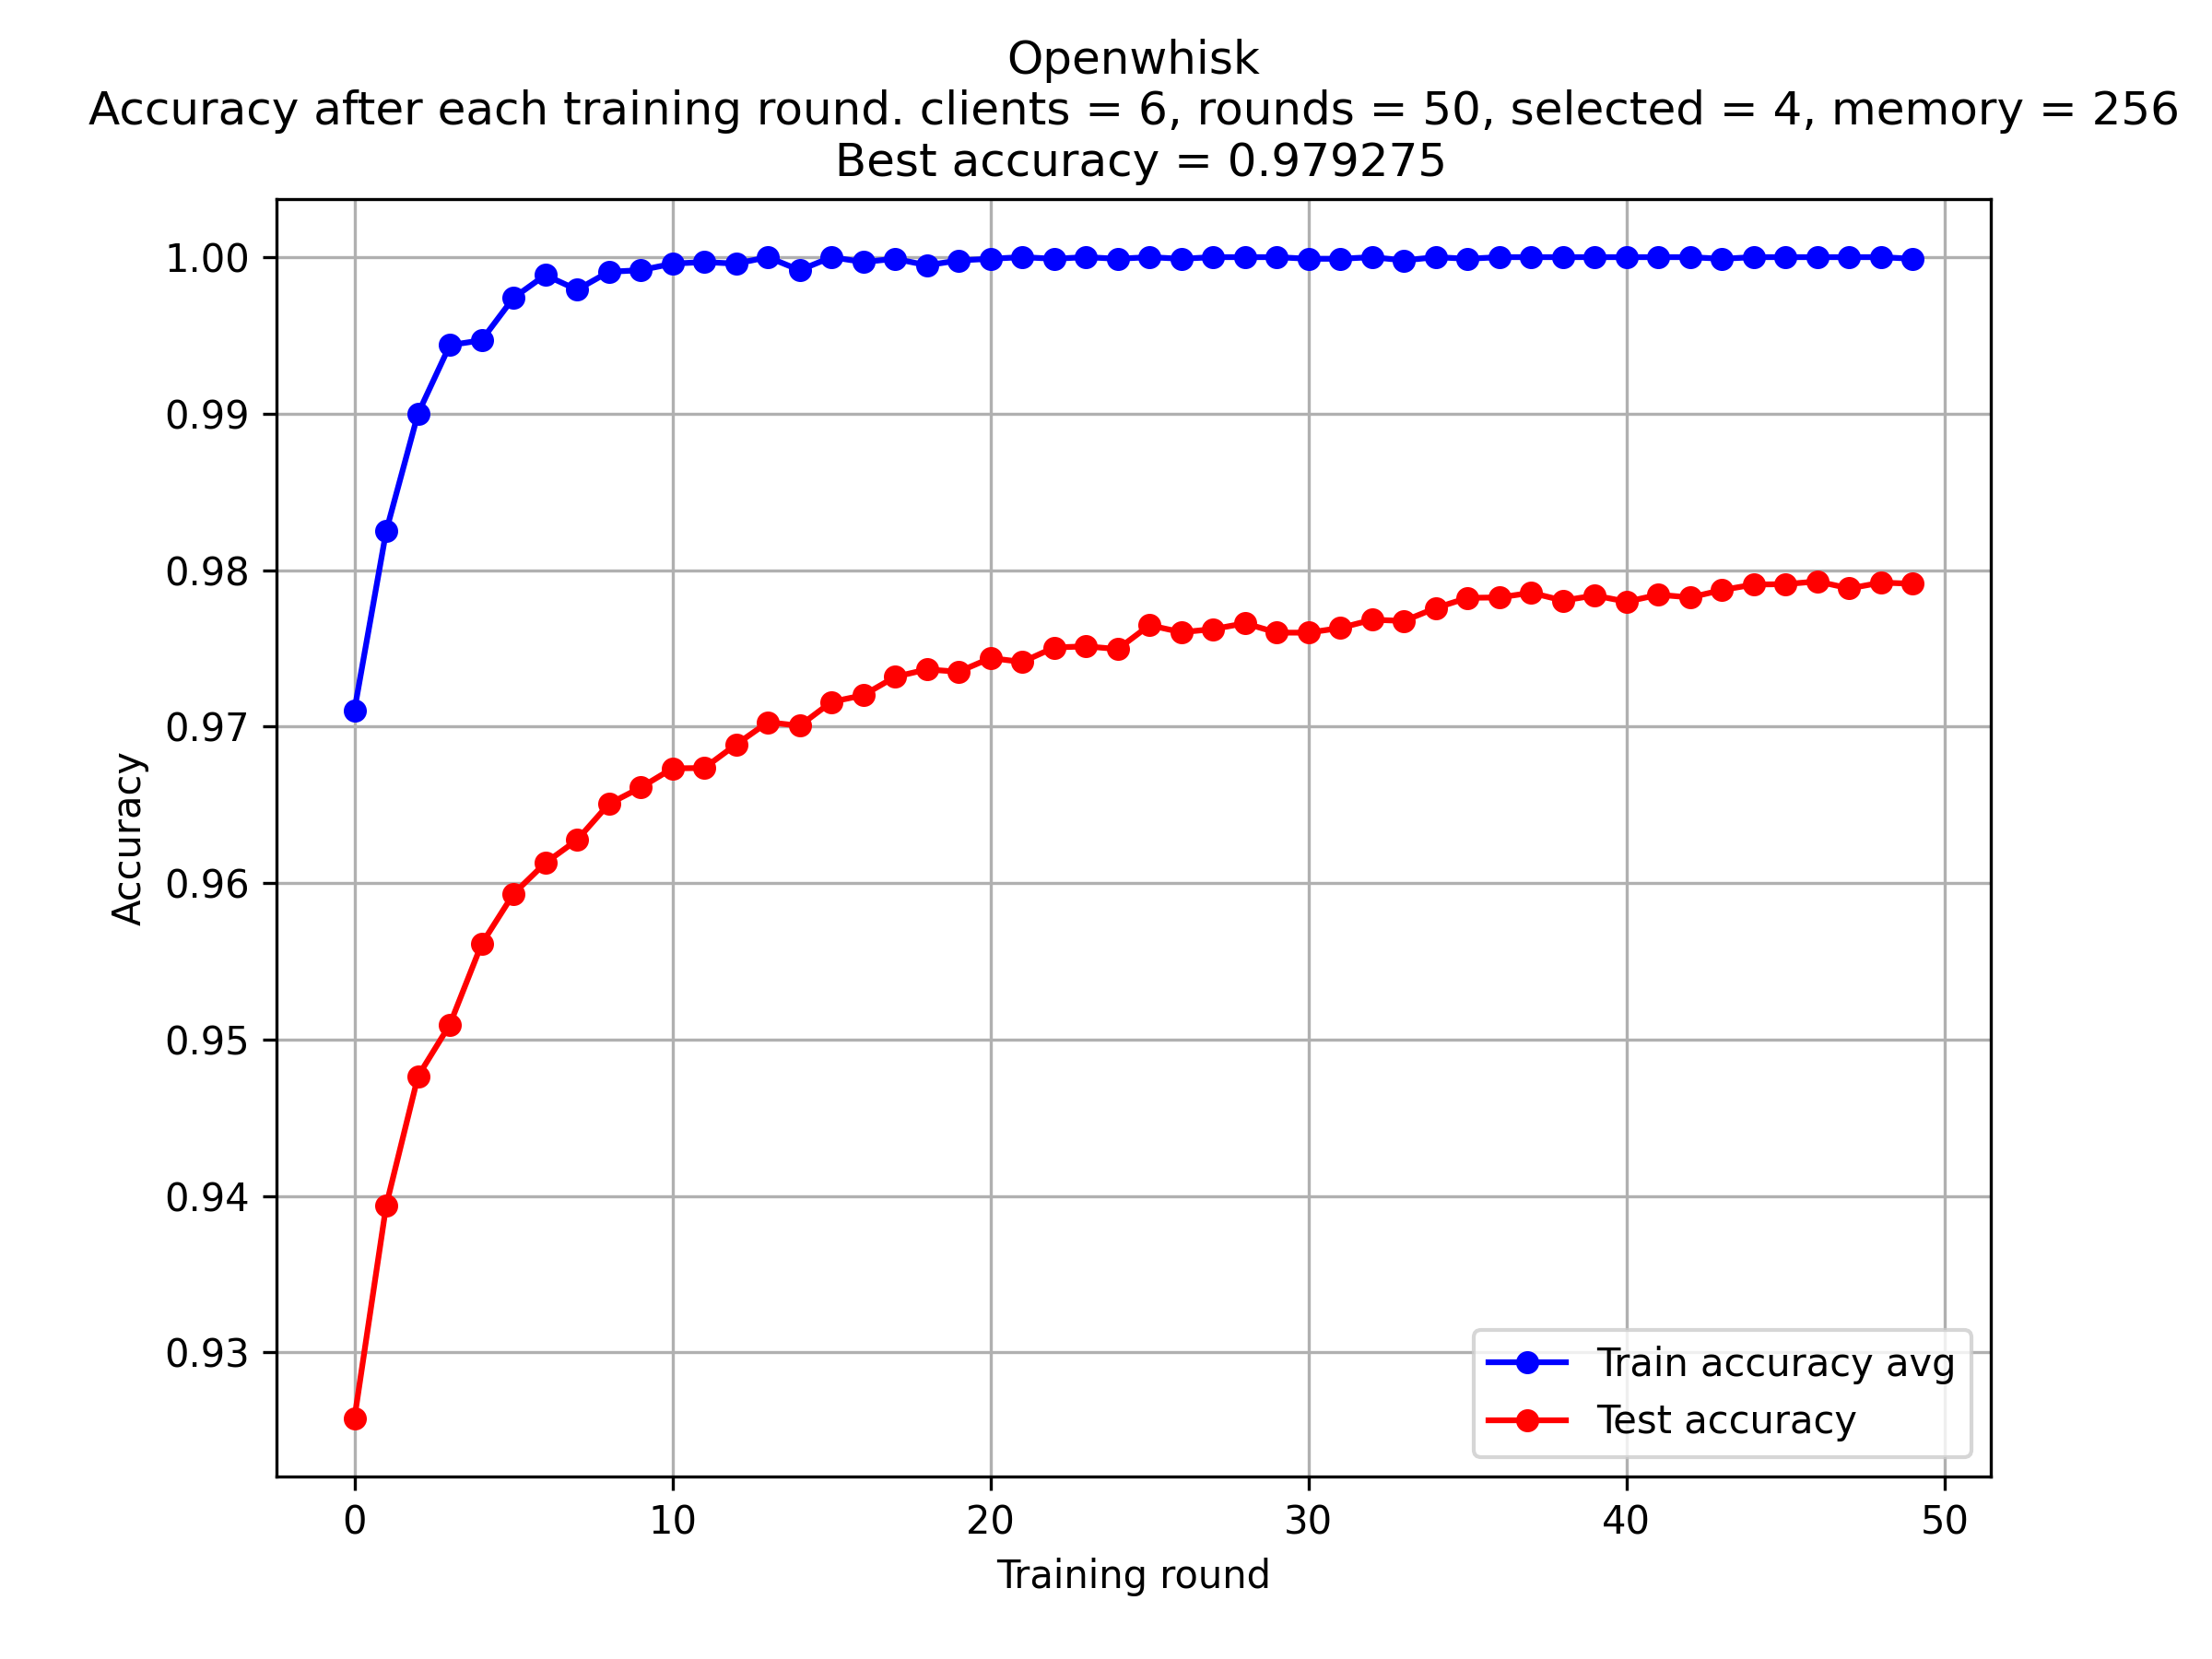 Openwhisk
Accuracy after each training round. clients = 6, rounds = 50, selected = 4, memory = 256
Best accuracy = 0.979275
1.00
0.99
0.98
0.97
0.96
0.95
0.94
0.93
Accuracy
Train accuracy avg
Test accuracy
0 10 20 30 40 50
Training round